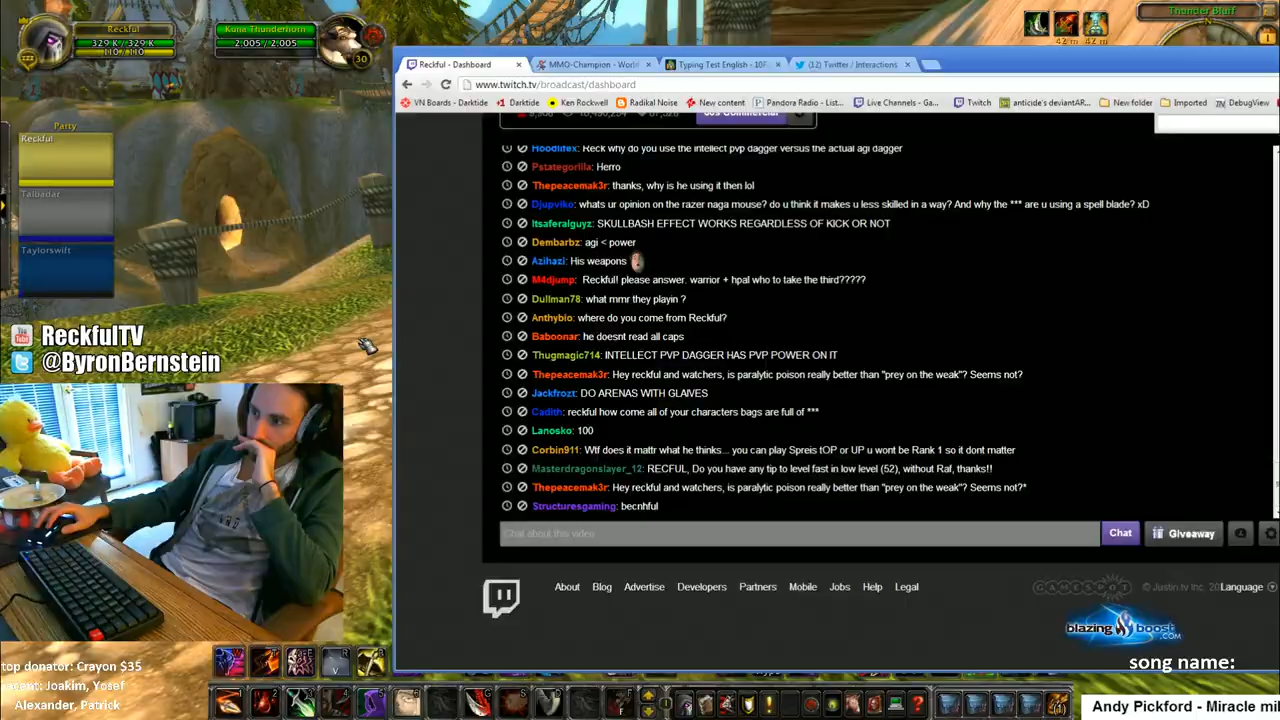 Reckful
329 K / 329 K
110 / 110
Kuna Thunderhorn
2,005 / 2,005
30
Thunder Bluff
42 m 42 m
Party
Reckful
Talbadar
Taylorswift
ReckfulTV
@ByronBernstein
Reckful - Dashboard
MMO-Champion - World
Typing Test English - 10F
(12) Twitter / Interactions
www.twitch.tv/broadcast/dashboard
VN Boards - Darktide
Darktide
Ken Rockwell
Radikal Noise
New content
Pandora Radio - List...
Live Channels - Ga...
Twitch
anticide's deviantAR...
New folder
Imported
DebugView
Hoodlifex: Reck why do you use the intellect pvp dagger versus the actual agi dagger
Pstategorilla: Herro
Thepeacemak3r: thanks, why is he using it then lol
Djupviko: whats ur opinion on the razer naga mouse? do u think it makes u less skilled in a way? And why the *** are u using a spell blade? xD
Itsaferalguyz: SKULLBASH EFFECT WORKS REGARDLESS OF KICK OR NOT
Dembarbz: agi < power
Azihazi: His weapons
M4djump: Reckful! please answer. warrior + hpal who to take the third?????
Dullman78: what mmr they playin ?
Anthybio: where do you come from Reckful?
Baboonar: he doesnt read all caps
Thugmagic714: INTELLECT PVP DAGGER HAS PVP POWER ON IT
Thepeacemak3r: Hey reckful and watchers, is paralytic poison really better than "prey on the weak"? Seems not?
Jackfrozt: DO ARENAS WITH GLAIVES
Cadith: reckful how come all of your characters bags are full of ***
Lanosko: 100
Corbin911: Wtf does it mattr what he thinks... you can play Spreis tOP or UP u wont be Rank 1 so it dont matter
Masterdragonslayer_12: RECFUL, Do you have any tip to level fast in low level (52), without Raf, thanks!!
Thepeacemak3r: Hey reckful and watchers, is paralytic poison really better than "prey on the weak"? Seems not?*
Structuresgaming: becnhful
Chat about this video
Chat
Giveaway
About Blog Advertise Developers Partners Mobile Jobs Help Legal
GAMESPOT
© Justin.tv Inc. 20
Language
blazing boost
.COM
song name:
Andy Pickford - Miracle mi
top donator: Crayon $35
Joakim, Yosef
Alexander, Patrick